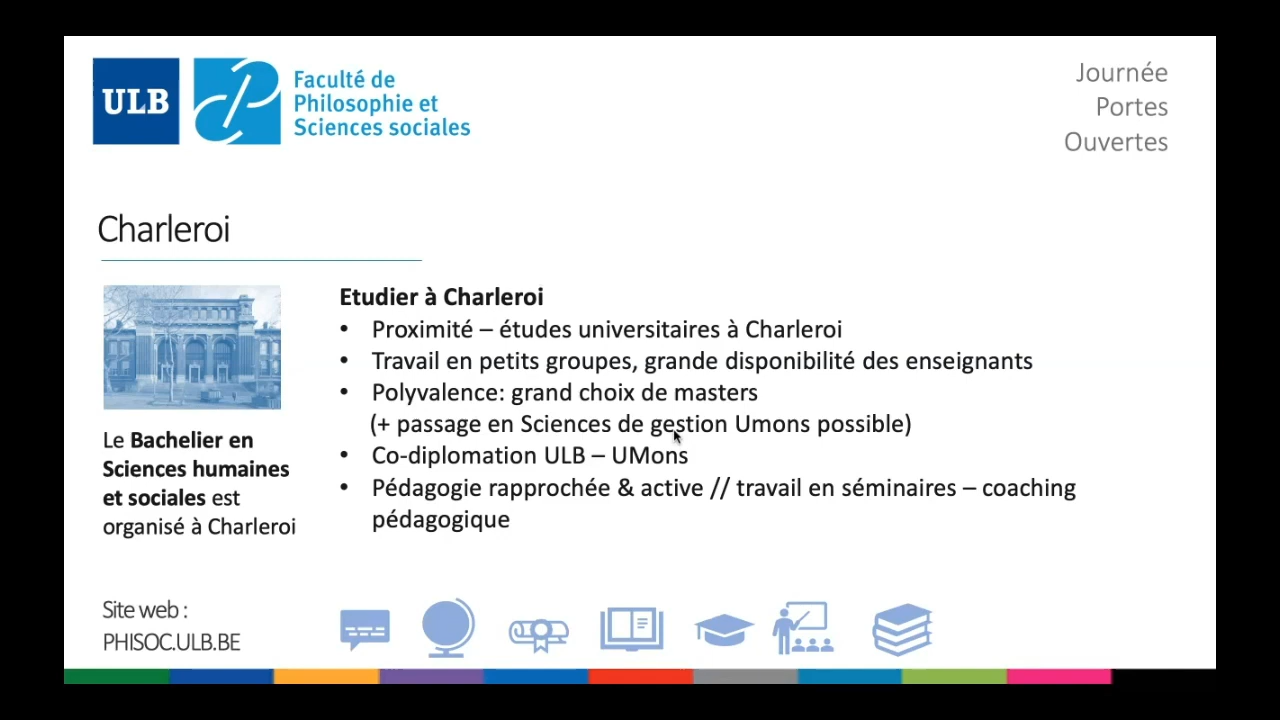 ULB
Faculté de
Philosophie et
Sciences sociales
Journée
Portes
Ouvertes
Charleroi
Le Bachelier en
Sciences humaines
et sociales est
organisé à Charleroi
Etudier à Charleroi
• Proximité – études universitaires à Charleroi
• Travail en petits groupes, grande disponibilité des enseignants
• Polyvalence: grand choix de masters
(+ passage en Sciences de gestion Umons possible)
• Co-diplomation ULB – UMons
• Pédagogie rapprochée & active // travail en séminaires – coaching
pédagogique
Site web :
PHISOC.ULB.BE